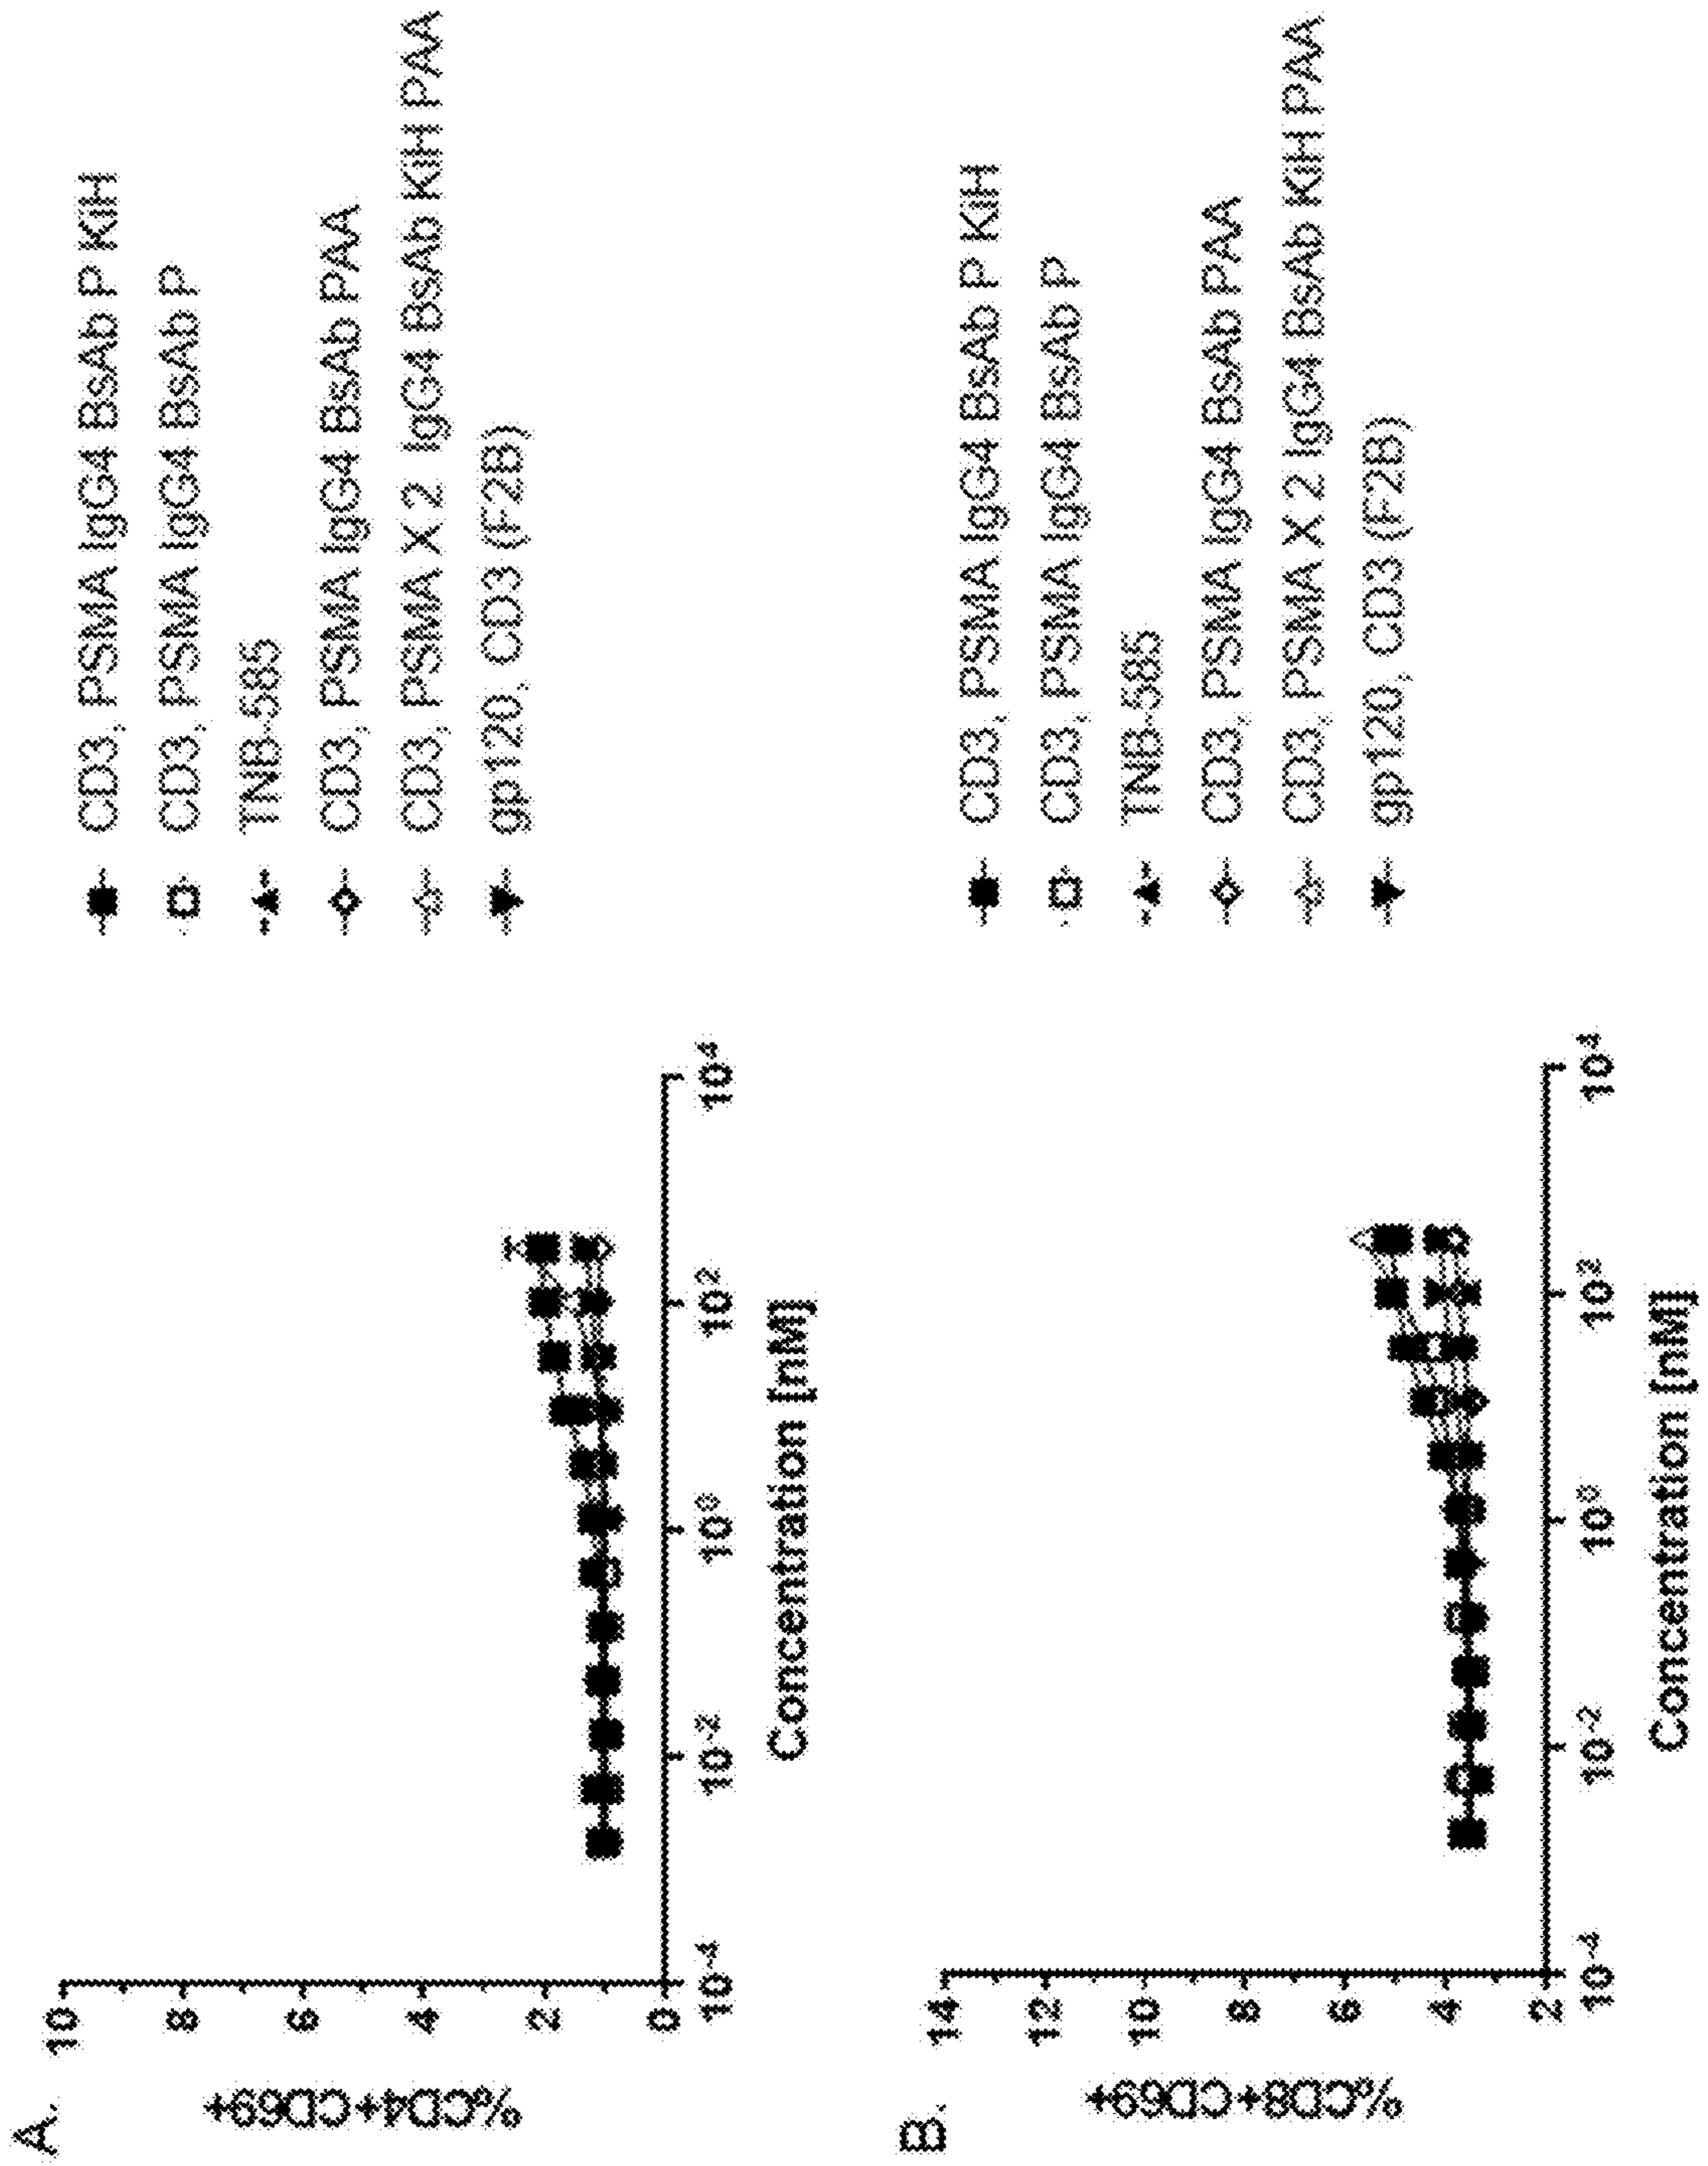 A.
%CD4+CD69+
10
8
6
4
2
0
10-4
10-2
100
102
104
Concentration [nM]
CD3, PSMA IgG4 BsAb P KiH
CD3, PSMA IgG4 BsAb P
TNB-585
CD3, PSMA IgG4 BsAb PAA
CD3, PSMA X 2 IgG4 BsAb KiH PAA
gp120, CD3 (F2B)
B.
%CD8+CD69+
14
12
10
8
6
4
2
10-4
10-2
100
102
104
Concentration [nM]
CD3, PSMA IgG4 BsAb P KiH
CD3, PSMA IgG4 BsAb P
TNB-585
CD3, PSMA IgG4 BsAb PAA
CD3, PSMA X 2 IgG4 BsAb KiH PAA
gp120, CD3 (F2B)